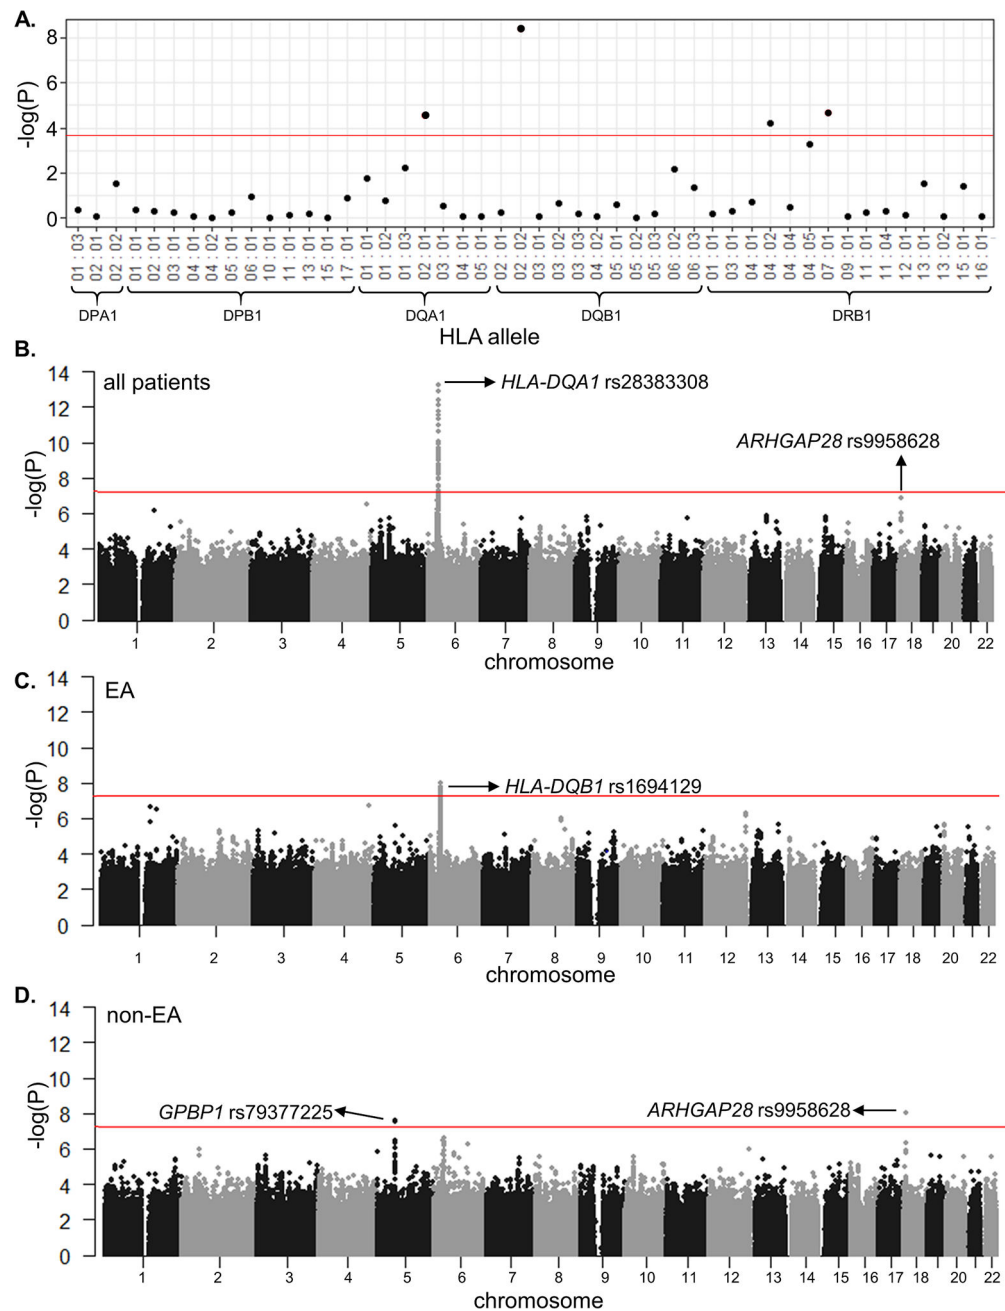 A.
-log(P)
8
6
4
2
0
01:03 02:01 02:02 01:01 02:01 03:01 04:01 04:02 05:01 06:01 10:01 11:01 13:01 15:01 17:01 01:01 01:02 01:03 02:01 03:01 04:01 05:01 02:01 02:02 03:01 03:02 03:03 04:02 05:01 05:02 05:03 06:02 06:03 01:01 03:01 04:01 04:02 04:04 04:05 07:01 09:01 11:01 11:04 12:01 13:01 13:02 15:01 16:01
DPA1 DPB1 DQA1 DQB1 DRB1
HLA allele
B.
all patients
HLA-DQA1 rs28383308
ARHGAP28 rs9958628
-log(P)
14
12
10
8
6
4
2
0
1 2 3 4 5 6 7 8 9 10 11 12 13 14 15 16 17 18 20 22
chromosome
C.
EA
HLA-DQB1 rs1694129
-log(P)
14
12
10
8
6
4
2
0
1 2 3 4 5 6 7 8 9 10 11 12 13 14 15 16 17 18 20 22
chromosome
D.
non-EA
GPBP1 rs79377225
ARHGAP28 rs9958628
-log(P)
14
12
10
8
6
4
2
0
1 2 3 4 5 6 7 8 9 10 11 12 13 14 15 16 17 18 20 22
chromosome